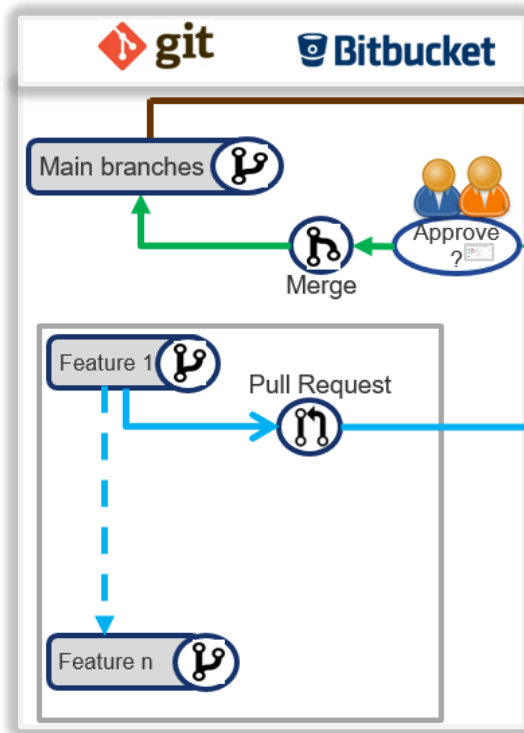 git Bitbucket
Main branches
Approve
?
Merge
Feature 1
Pull Request
Feature n